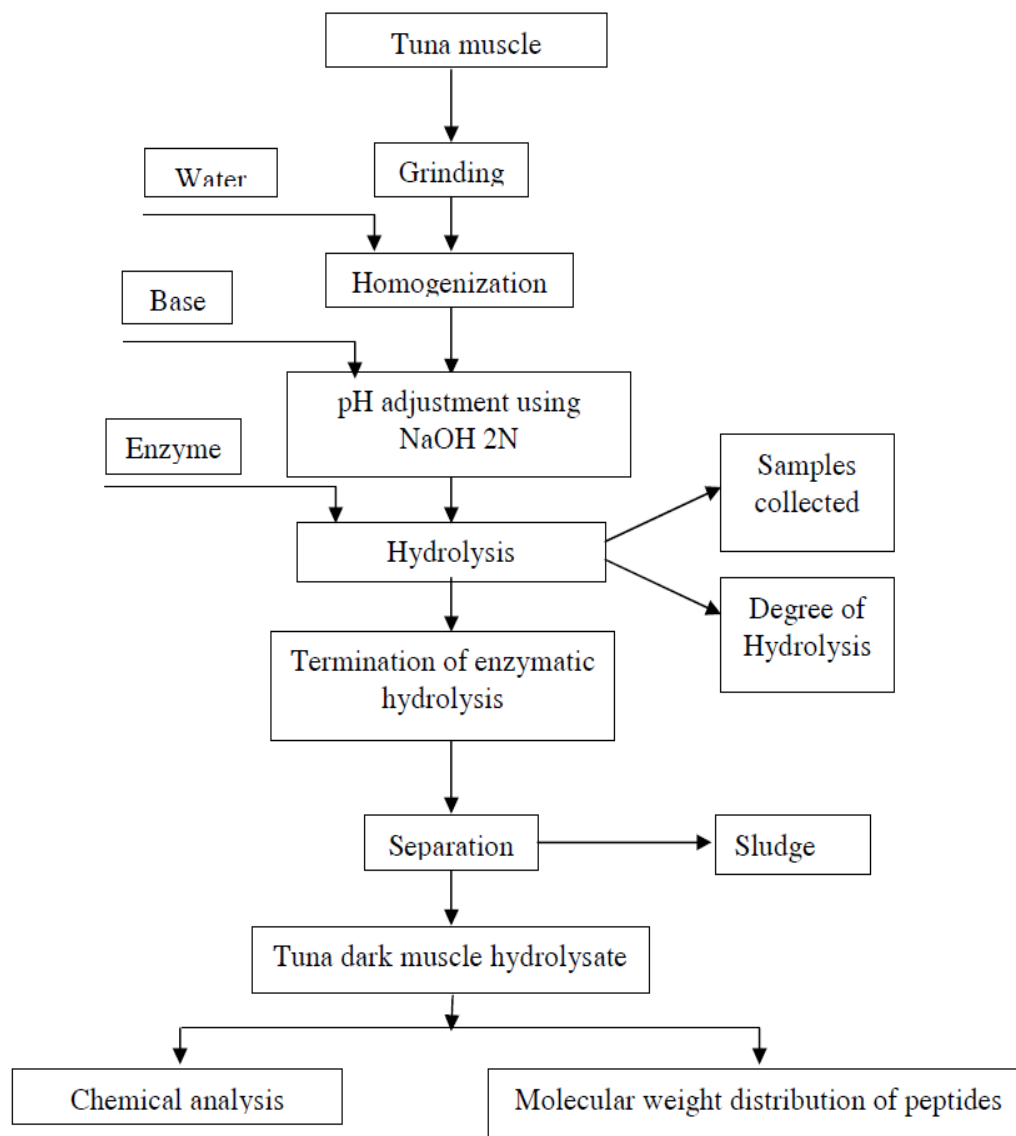 Tuna muscle
Water
Grinding
Homogenization
Base
pH adjustment using
NaOH 2N
Enzyme
Samples
collected
Hydrolysis
Degree of
Hydrolysis
Termination of enzymatic
hydrolysis
Separation
Sludge
Tuna dark muscle hydrolysate
Chemical analysis
Molecular weight distribution of peptides